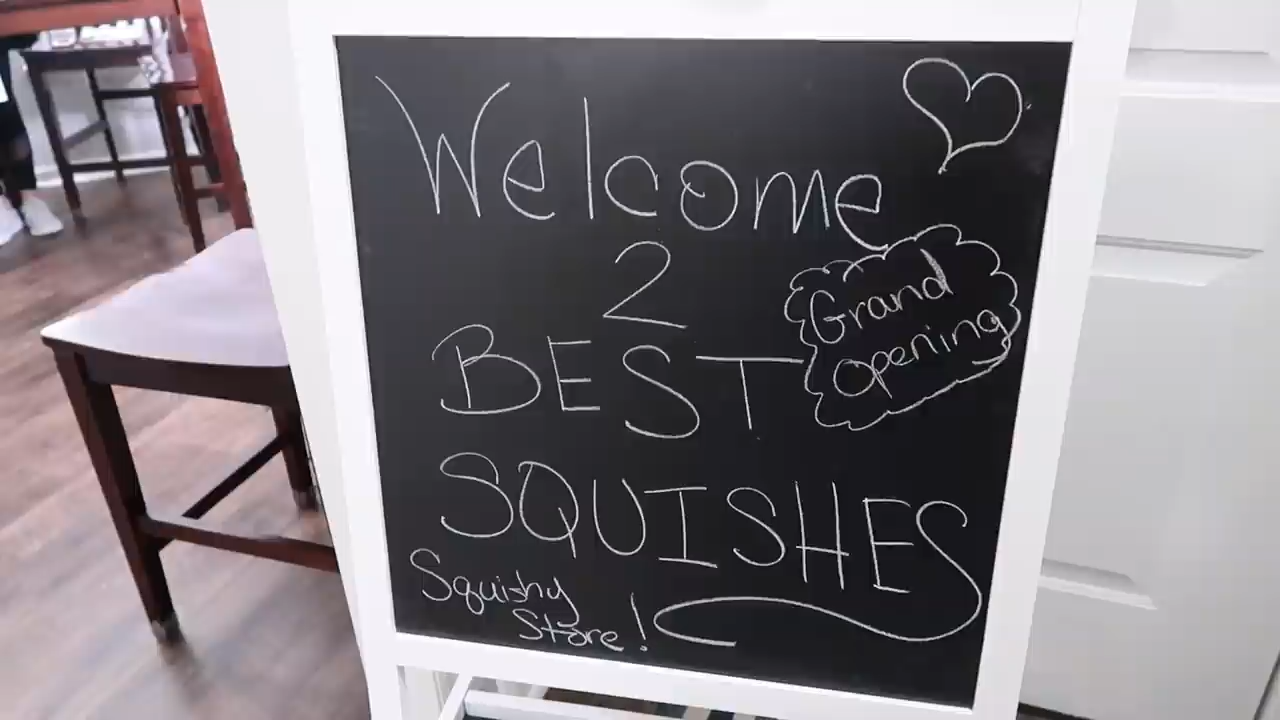 Welcome
2
BEST
Grand
opening
SQUISHES
Squishy
Store!